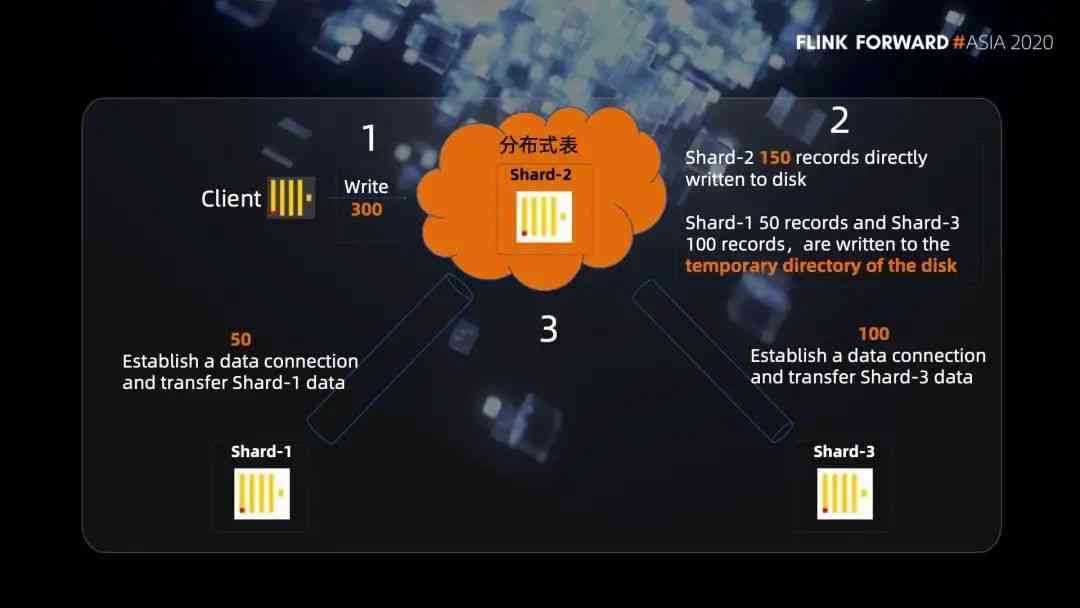 FLINK FORWARD #ASIA 2020
1
Client
Write
300
分布式表
Shard-2
2
Shard-2 150 records directly
written to disk
Shard-1 50 records and Shard-3
100 records，are written to the
temporary directory of the disk
3
50
Establish a data connection
and transfer Shard-1 data
100
Establish a data connection
and transfer Shard-3 data
Shard-1
Shard-3